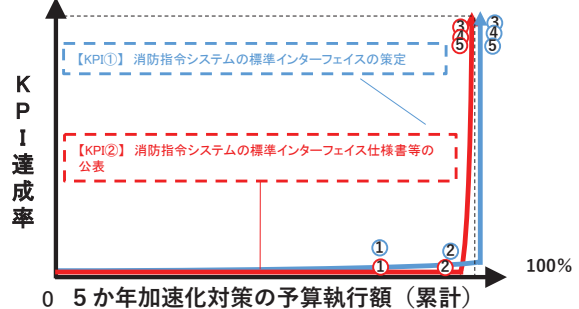 ③ ③
④ ④
⑤ ⑤
【KPI①】 消防指令システムの標準インターフェイスの策定
KPI達成率
【KPI②】 消防指令システムの標準インターフェイス仕様書等の
公表
① ②
① ②
100%
0 5か年加速化対策の予算執行額（累計）